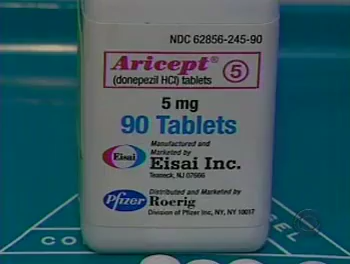 NDC 62856-245-90
Aricept®
(donepezil HCl) tablets
5
5 mg
90 Tablets
Manufactured and
Marketed by
Eisai
Eisai Inc.
Teaneck, NJ 07666
Pfizer
Distributed and Marketed by
Roerig
Division of Pfizer Inc, NY, NY 10017